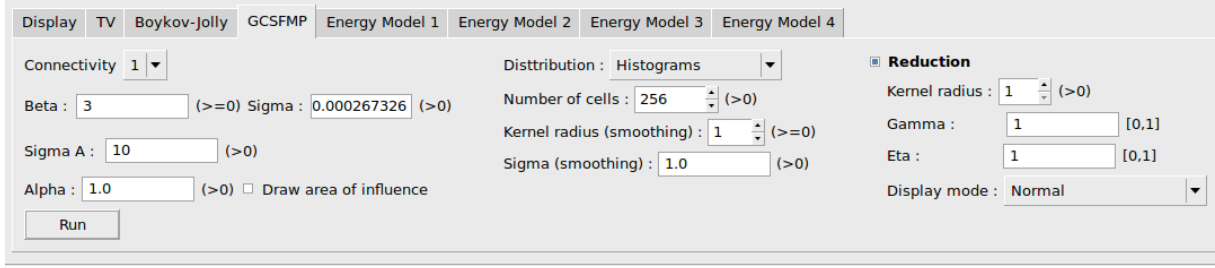 Display TV Boykov-Jolly GCSFMP Energy Model 1 Energy Model 2 Energy Model 3 Energy Model 4
Connectivity 1
Beta : 3 (>=0) Sigma : 0.000267326 (>0)
Sigma A : 10 (>0)
Alpha : 1.0 (>0) Draw area of influence
Run
Disttribution : Histograms
Number of cells : 256 (>0)
Kernel radius (smoothing) : 1 (>=0)
Sigma (smoothing) : 1.0 (>0)
Reduction
Kernel radius : 1 (>0)
Gamma : 1 [0,1]
Eta : 1 [0,1]
Display mode : Normal